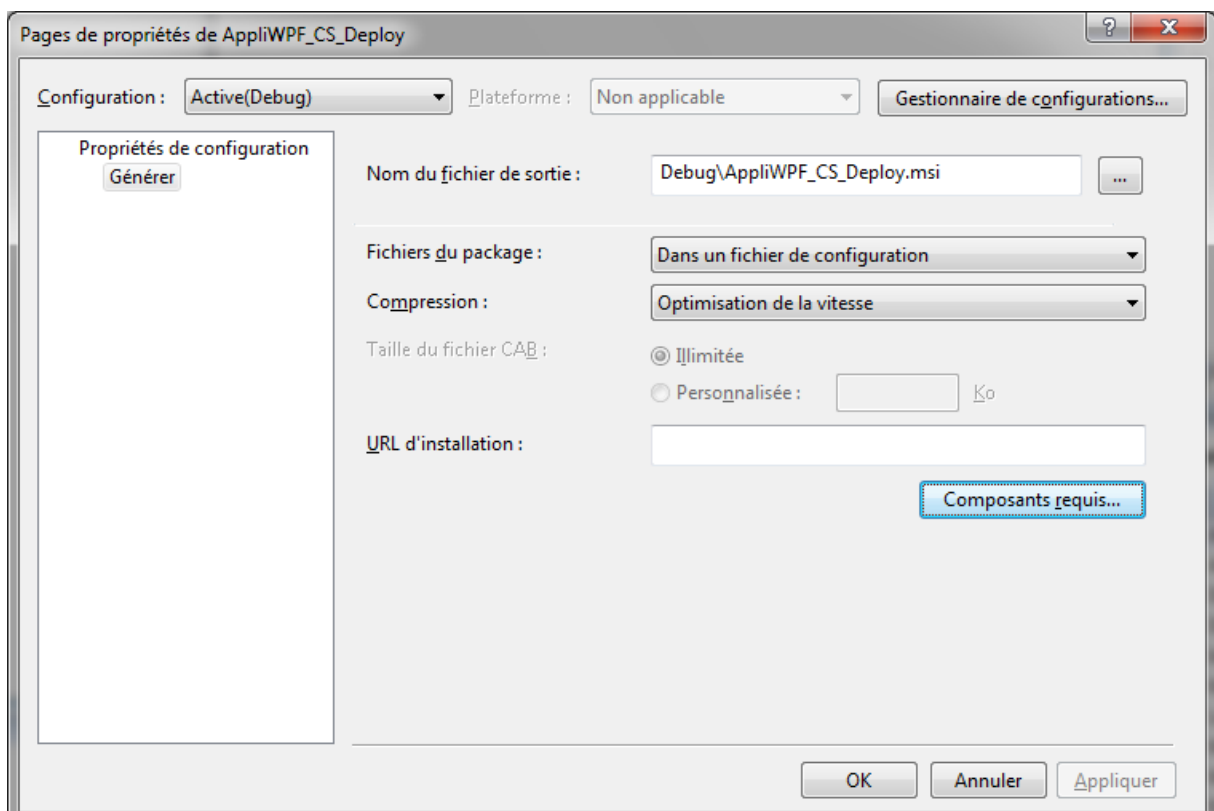 Pages de propriétés de AppliWPF_CS_Deploy
Configuration : Active(Debug) Plateforme : Non applicable Gestionnaire de configurations...
Propriétés de configuration
Générer
Nom du fichier de sortie : Debug\AppliWPF_CS_Deploy.msi ...
Fichiers du package : Dans un fichier de configuration
Compression : Optimisation de la vitesse
Taille du fichier CAB : Illimitée
Personnalisée : Ko
URL d'installation :
Composants requis...
OK Annuler Appliquer